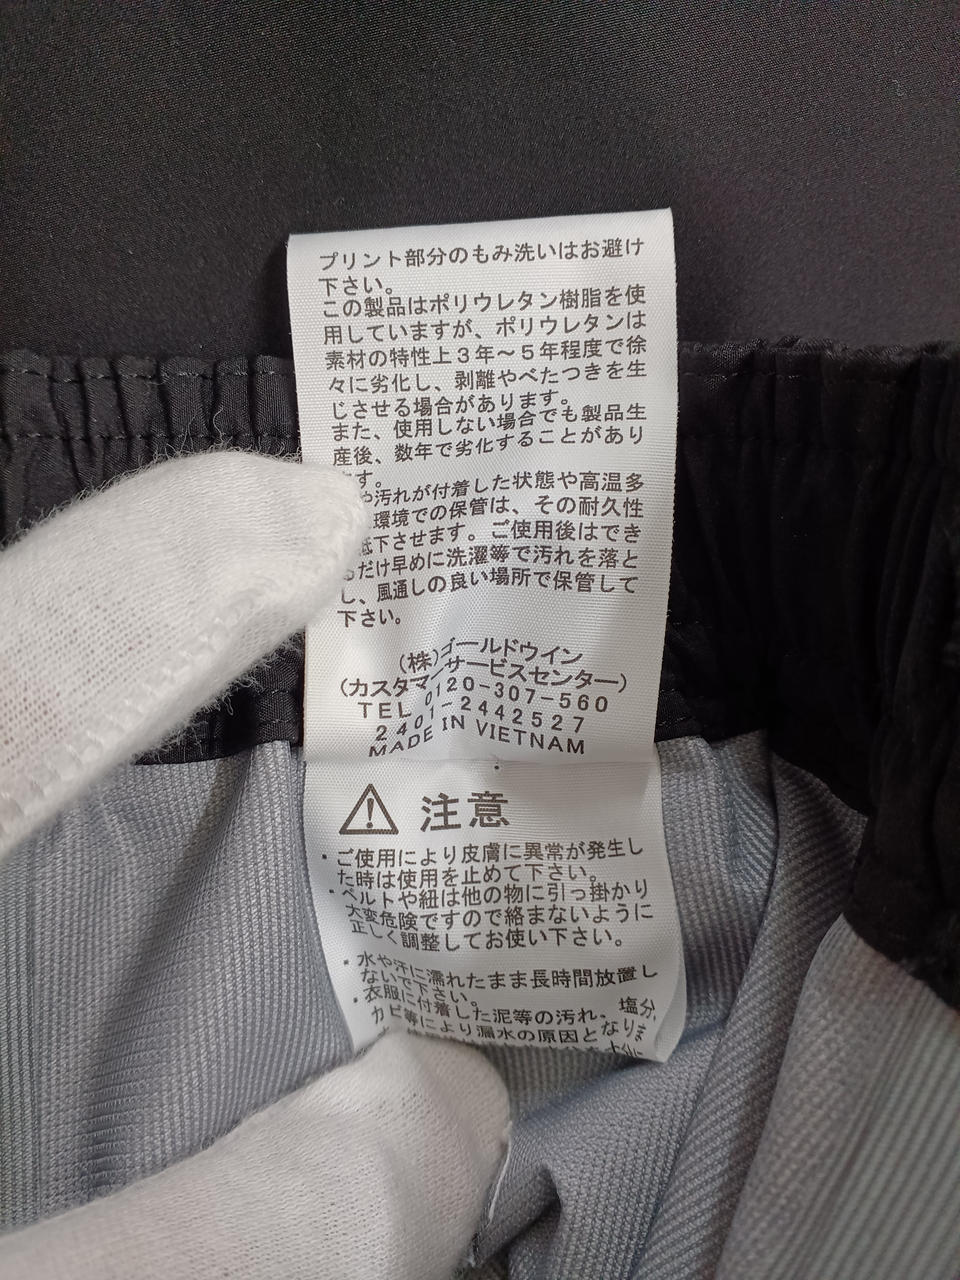 プリント部分のもみ洗いはお避け
下さい。
この製品はポリウレタン樹脂を使
用していますが、ポリウレタンは
素材の特性上3年～5年程度で徐
々に劣化し、剥離やべたつきを生
じさせる場合があります。
また、使用しない場合でも製品生
産後、数年で劣化することがあり
す。
や汚れが付着した状態や高温多
環境での保管は、その耐久性
低下させます。ご使用後はでき
だけ早めに洗濯等で汚れを落と
し、風通しの良い場所で保管して
下さい。
(株)ゴールドウイン
(カスタマーサービスセンター)
TEL 0120-307-560
2401-2442527
MADE IN VIETNAM
注意
・ご使用により皮膚に異常が発生し
た時は使用を止めて下さい。
・ベルトや紐は他の物に引っ掛かり
大変危険ですので絡まないように
正しく調整してお使い下さい。
・水や汗に濡れたまま長時間放置し
ないで下さい。
・衣服に付着した泥等の汚れ、塩分、
カビ等により漏水の原因となりま